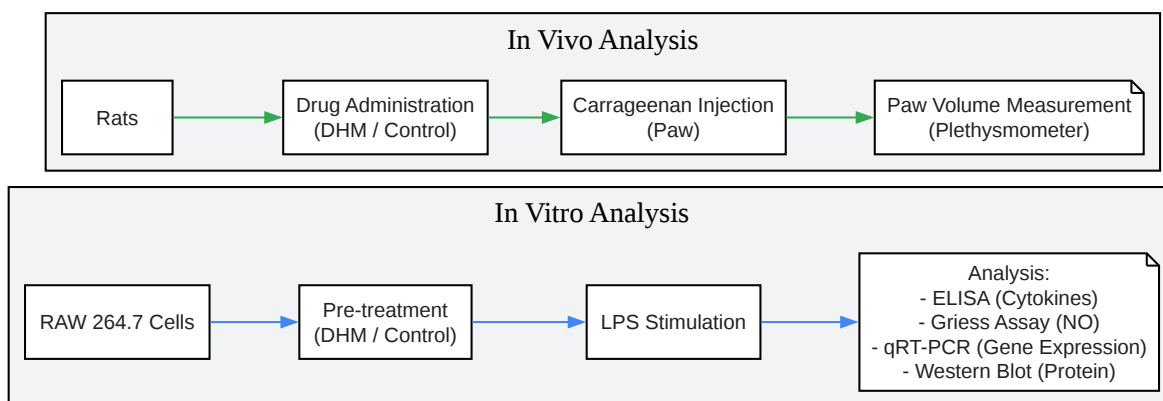 In Vivo Analysis
Rats
Drug Administration
(DHM / Control)
Carrageenan Injection
(Paw)
Paw Volume Measurement
(Plethysmometer)
In Vitro Analysis
RAW 264.7 Cells
Pre-treatment
(DHM / Control)
LPS Stimulation
Analysis:
- ELISA (Cytokines)
- Griess Assay (NO)
- qRT-PCR (Gene Expression)
- Western Blot (Protein)